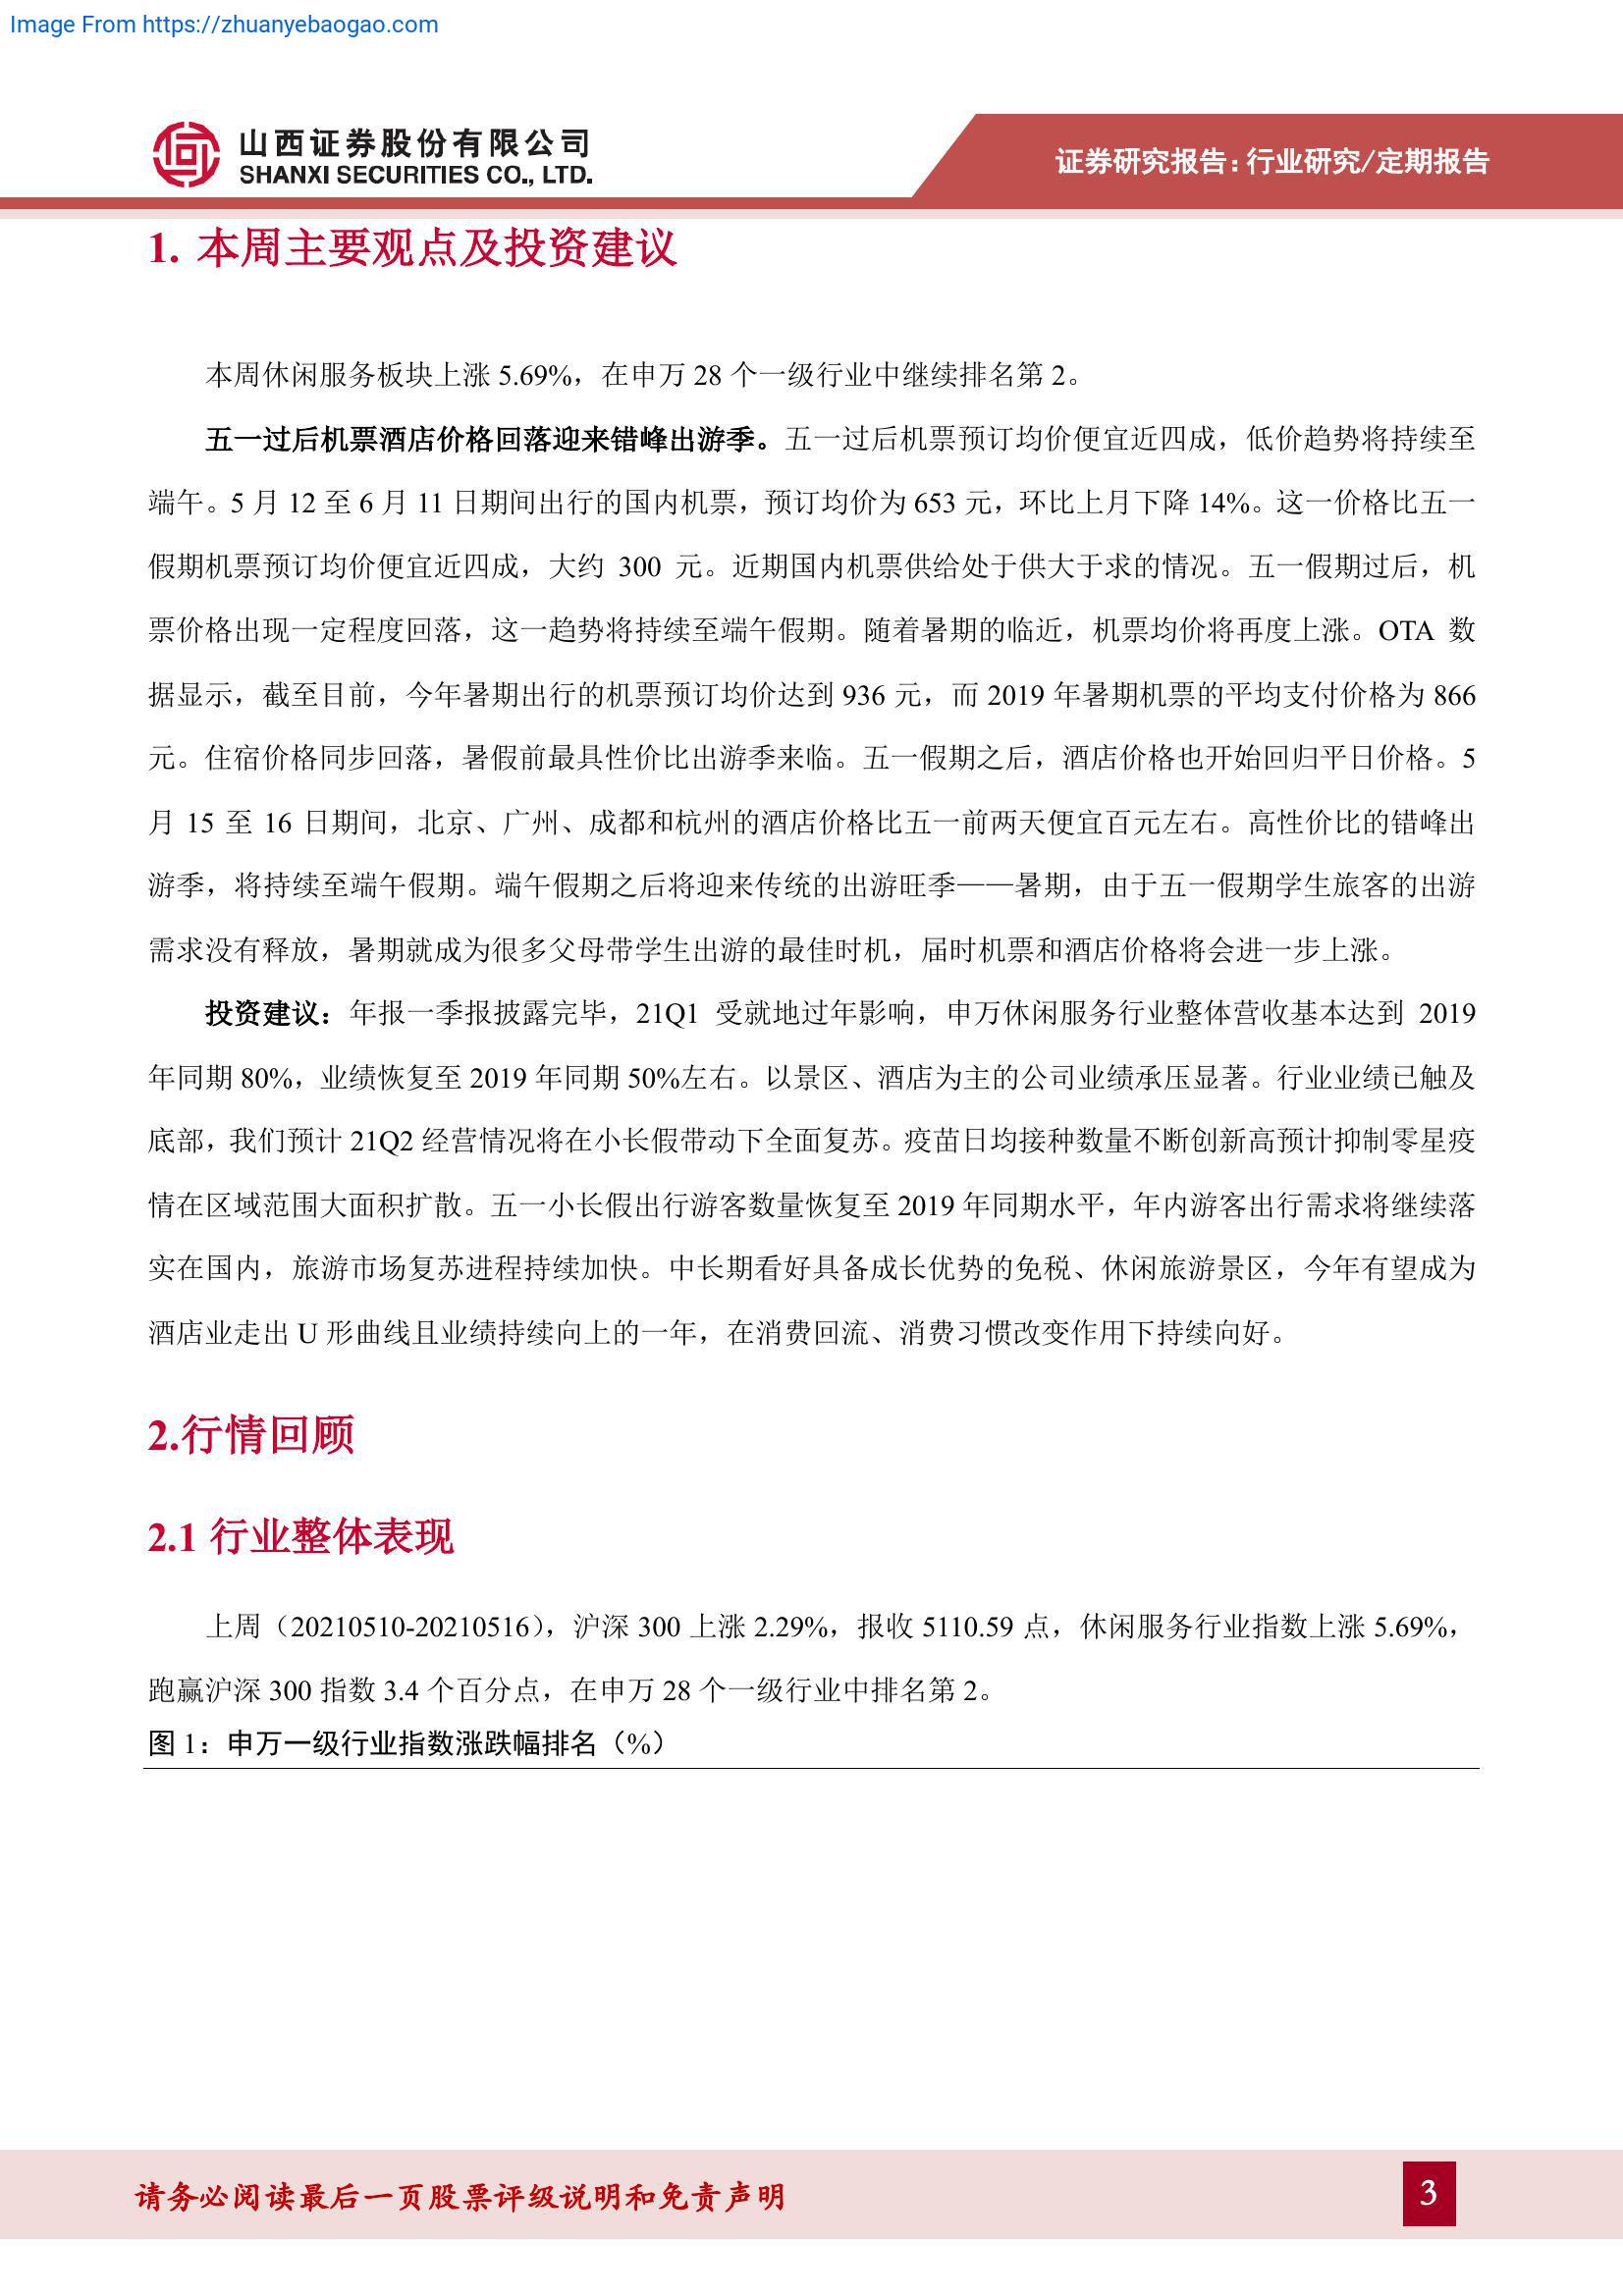 Image From https://zhuanyebaogao.com
山西证券股份有限公司
SHANXI SECURITIES CO., LTD.
证券研究报告：行业研究/定期报告
1. 本周主要观点及投资建议
本周休闲服务板块上涨 5.69%，在申万 28 个一级行业中继续排名第 2。
五一过后机票酒店价格回落迎来错峰出游季。五一过后机票预订均价便宜近四成，低价趋势将持续至
端午。5 月 12 至 6 月 11 日期间出行的国内机票，预订均价为 653 元，环比上月下降 14%。这一价格比五一
假期机票预订均价便宜近四成，大约 300 元。近期国内机票供给处于供大于求的情况。五一假期过后，机
票价格出现一定程度回落，这一趋势将持续至端午假期。随着暑期的临近，机票均价将再度上涨。OTA 数
据显示，截至目前，今年暑期出行的机票预订均价达到 936 元，而 2019 年暑期机票的平均支付价格为 866
元。住宿价格同步回落，暑假前最具性价比出游季来临。五一假期之后，酒店价格也开始回归平日价格。5
月 15 至 16 日期间，北京、广州、成都和杭州的酒店价格比五一前两天便宜百元左右。高性价比的错峰出
游季，将持续至端午假期。端午假期之后将迎来传统的出游旺季——暑期，由于五一假期学生旅客的出游
需求没有释放，暑期就成为很多父母带学生出游的最佳时机，届时机票和酒店价格将会进一步上涨。
投资建议：年报一季报披露完毕，21Q1 受就地过年影响，申万休闲服务行业整体营收基本达到 2019
年同期 80%，业绩恢复至 2019 年同期 50%左右。以景区、酒店为主的公司业绩承压显著。行业业绩已触及
底部，我们预计 21Q2 经营情况将在小长假带动下全面复苏。疫苗日均接种数量不断创新高预计抑制零星疫
情在区域范围大面积扩散。五一小长假出行游客数量恢复至 2019 年同期水平，年内游客出行需求将继续落
实在国内，旅游市场复苏进程持续加快。中长期看好具备成长优势的免税、休闲旅游景区，今年有望成为
酒店业走出 U 形曲线且业绩持续向上的一年，在消费回流、消费习惯改变作用下持续向好。
2.行情回顾
2.1 行业整体表现
上周（20210510-20210516），沪深 300 上涨 2.29%，报收 5110.59 点，休闲服务行业指数上涨 5.69%，
跑赢沪深 300 指数 3.4 个百分点，在申万 28 个一级行业中排名第 2。
图 1：申万一级行业指数涨跌幅排名（%）
请务必阅读最后一页股票评级说明和免责声明
3